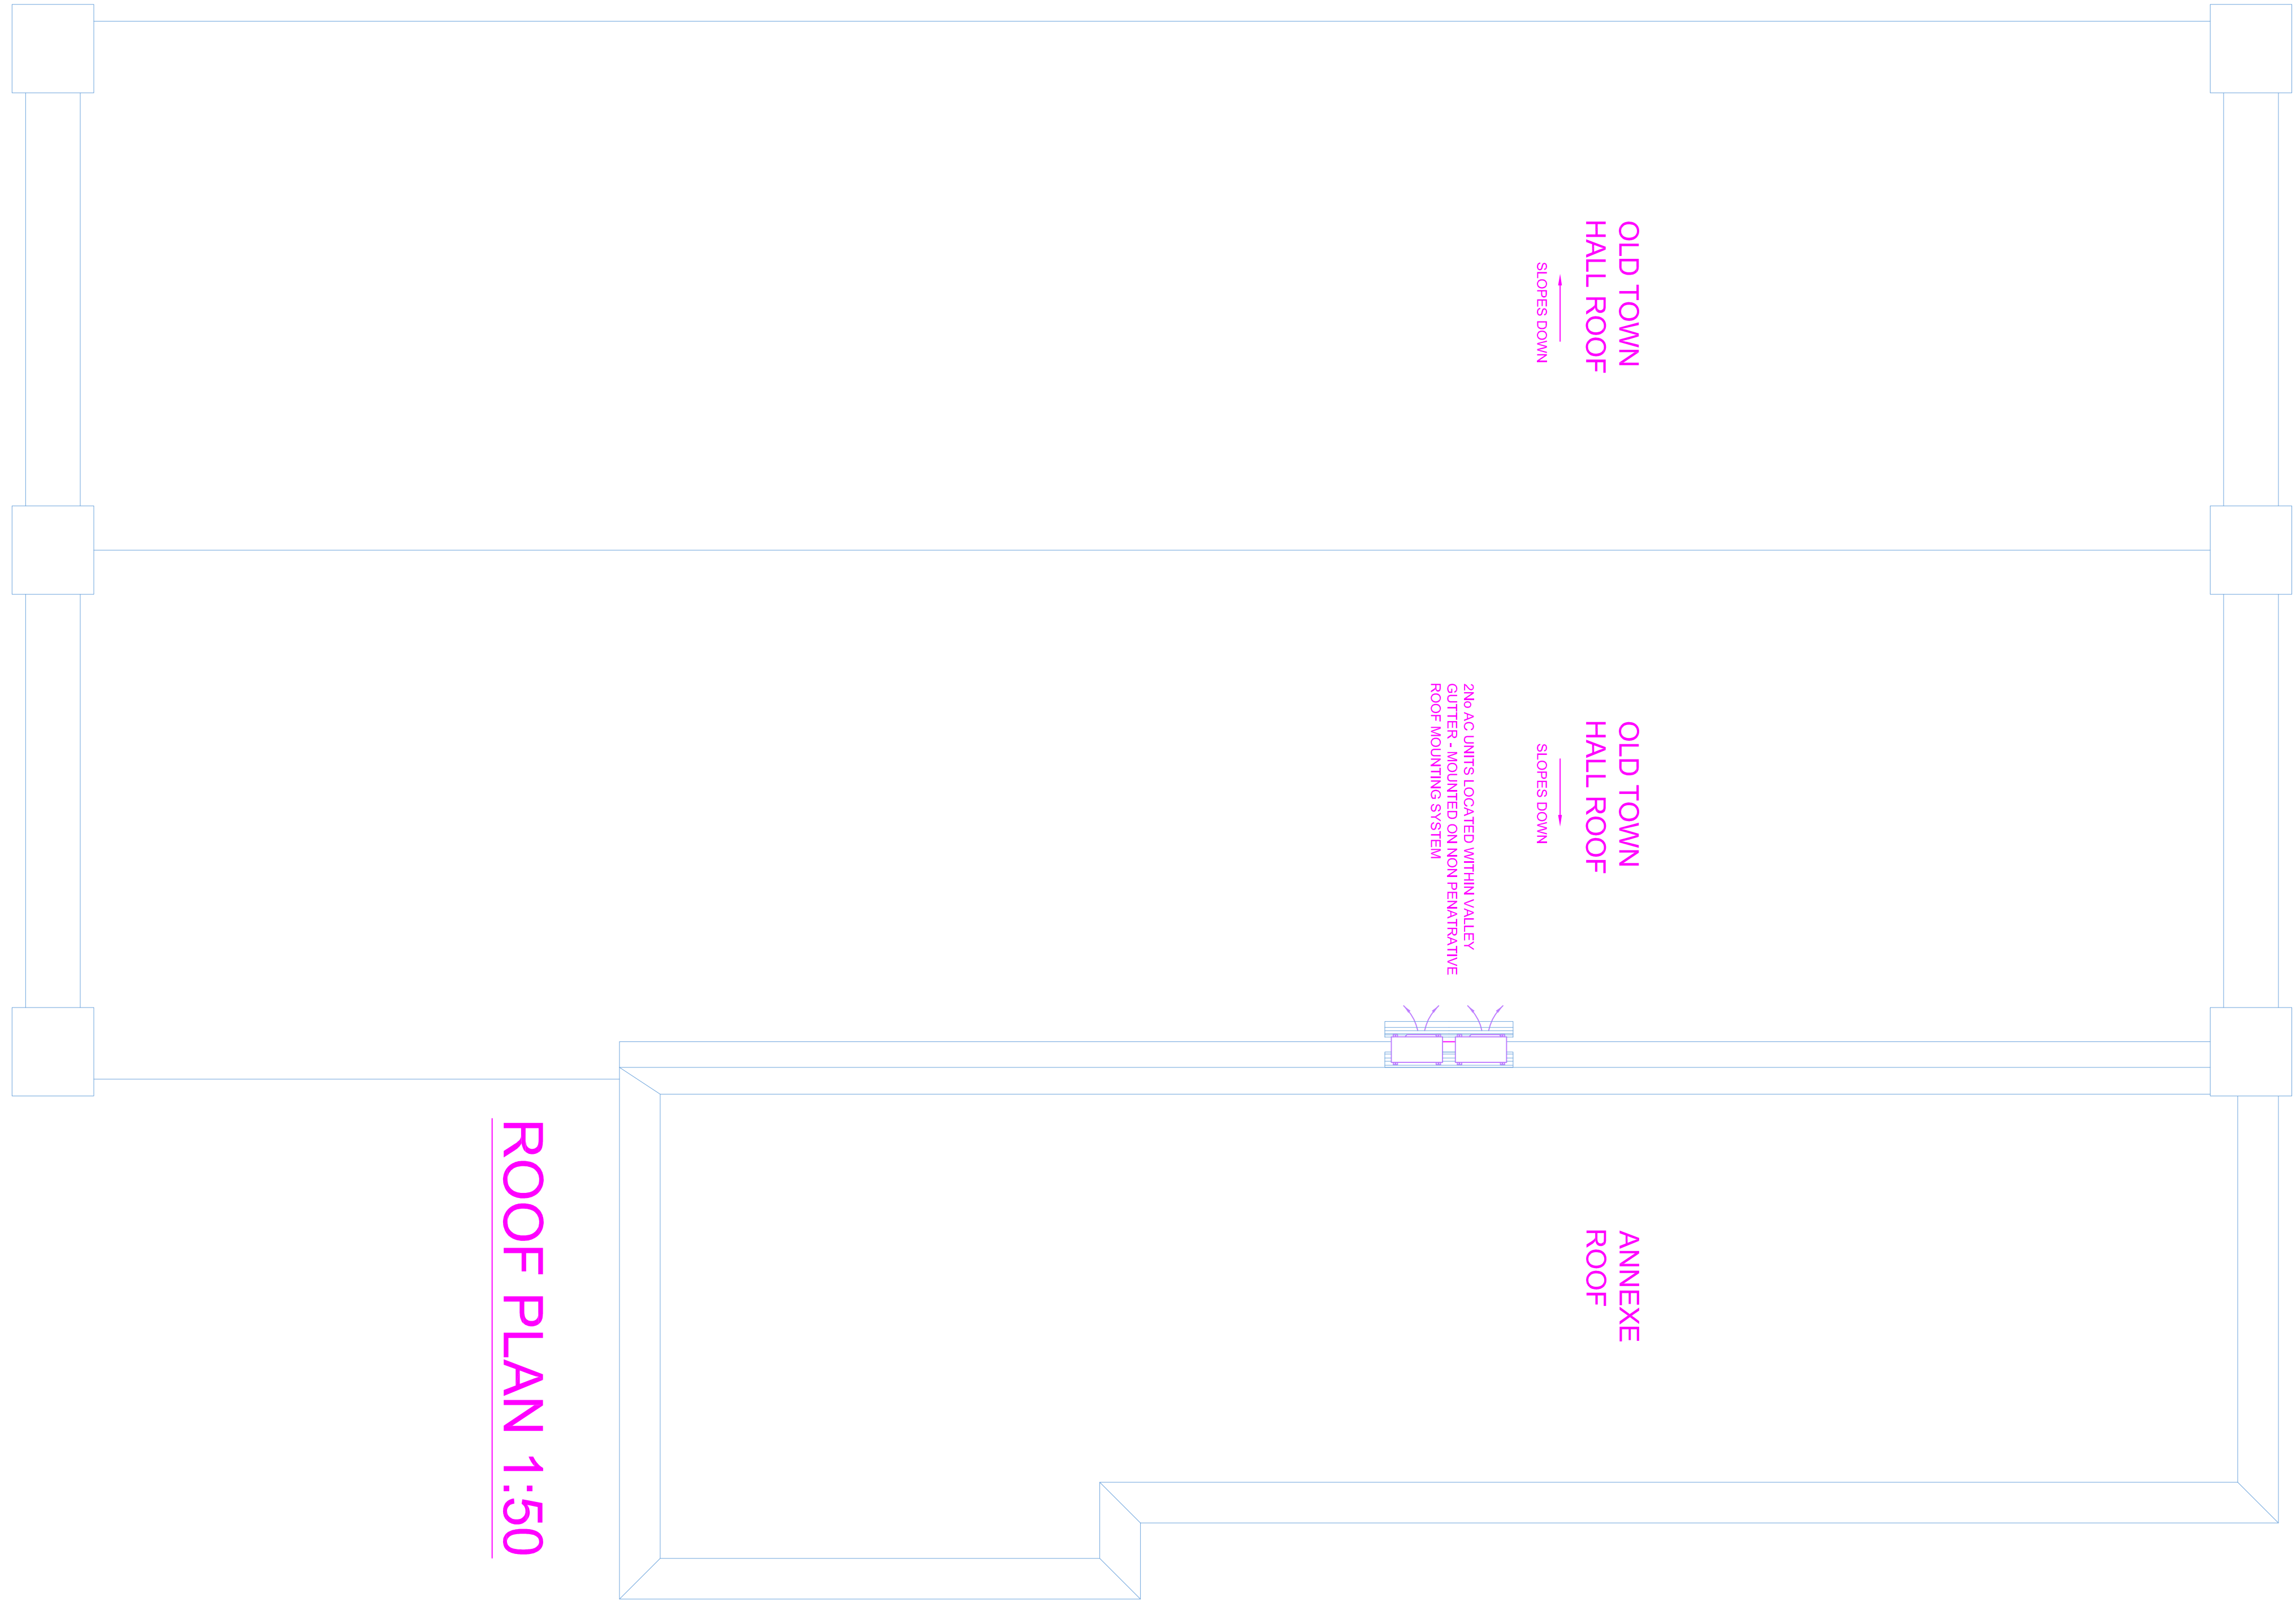 OLD TOWN
HALL ROOF
SLOPES DOWN
OLD TOWN
HALL ROOF
SLOPES DOWN
2No AC UNITS LOCATED WITHIN VALLEY
GUTTER - MOUNTED ON NON PENATRATIVE
ROOF MOUNTING SYSTEM
ANNEXE
ROOF
ROOF PLAN 1:50